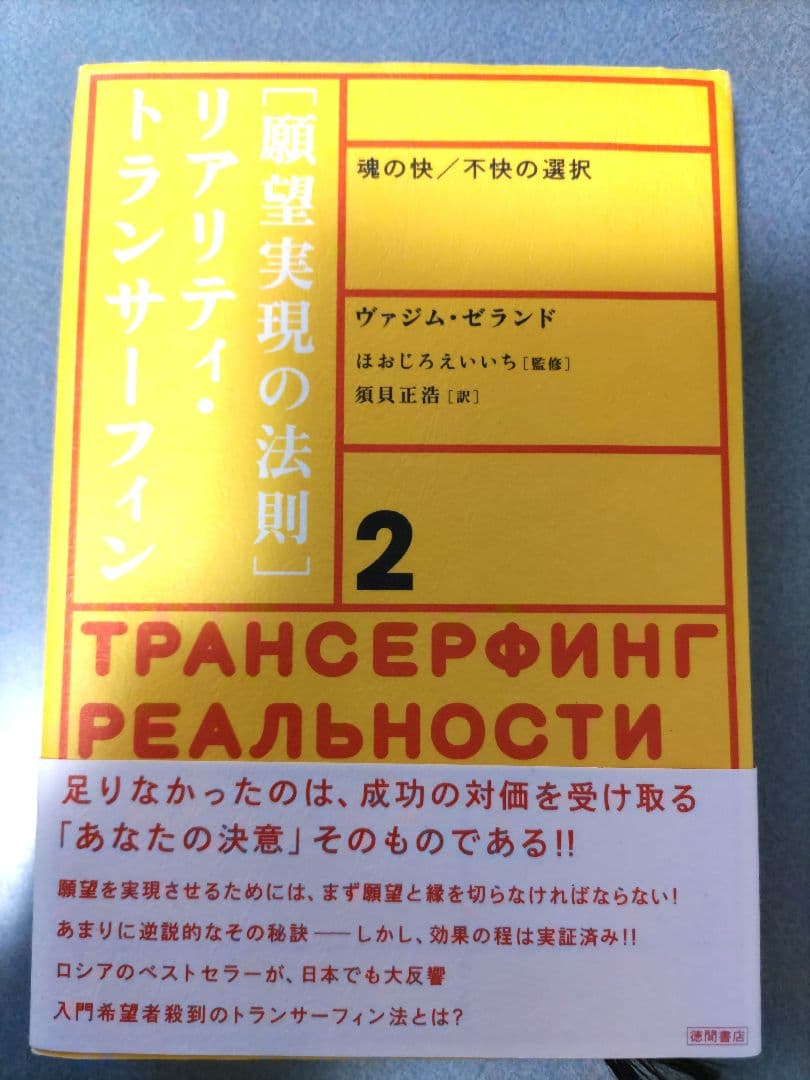 ［願望実現の法則］
リアリティ・
トランサーフィン
魂の快／不快の選択
ヴァジム・ゼランド
ほおじろえいいち［監修］
須貝正浩［訳］
2
ТРАНСЕРФИНГ
РЕАЛЬНОСТИ
足りなかったのは、成功の対価を受け取る
「あなたの決意」そのものである!!
願望を実現させるためには、まず願望と縁を切らなければならない!
あまりに逆説的なその秘訣――しかし、効果の程は実証済み!!
ロシアのベストセラーが、日本でも大反響
入門希望者殺到のトランサーフィン法とは?
徳間書店